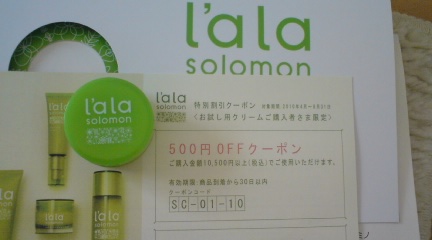 l'ala
solomon
l'ala
solomon
l'ala
solomon
特別割引クーポン
<お試し用クリームご購入者さま限定>
500円OFFクーポン
ご購入金額10,500円以上(税込)でご使用いただけます。
有効期限:商品到着から30日以内
クーポンコード
SC-01-10